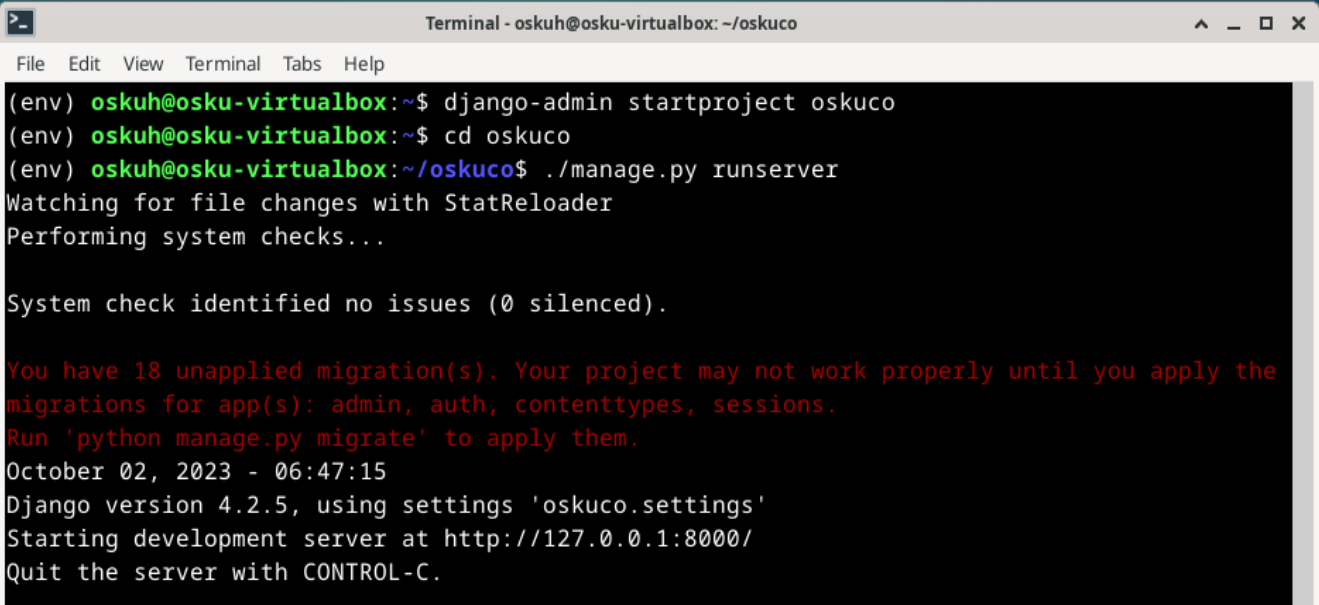 Terminal - oskuh@osku-virtualbox: ~/oskuco
File Edit View Terminal Tabs Help
(env) oskuh@osku-virtualbox:~$ django-admin startproject oskuco
(env) oskuh@osku-virtualbox:~$ cd oskuco
(env) oskuh@osku-virtualbox:~/oskuco$ ./manage.py runserver
Watching for file changes with StatReloader
Performing system checks...
System check identified no issues (0 silenced).
You have 18 unapplied migration(s). Your project may not work properly until you apply the
migrations for app(s): admin, auth, contenttypes, sessions.
Run 'python manage.py migrate' to apply them.
October 02, 2023 - 06:47:15
Django version 4.2.5, using settings 'oskuco.settings'
Starting development server at http://127.0.0.1:8000/
Quit the server with CONTROL-C.